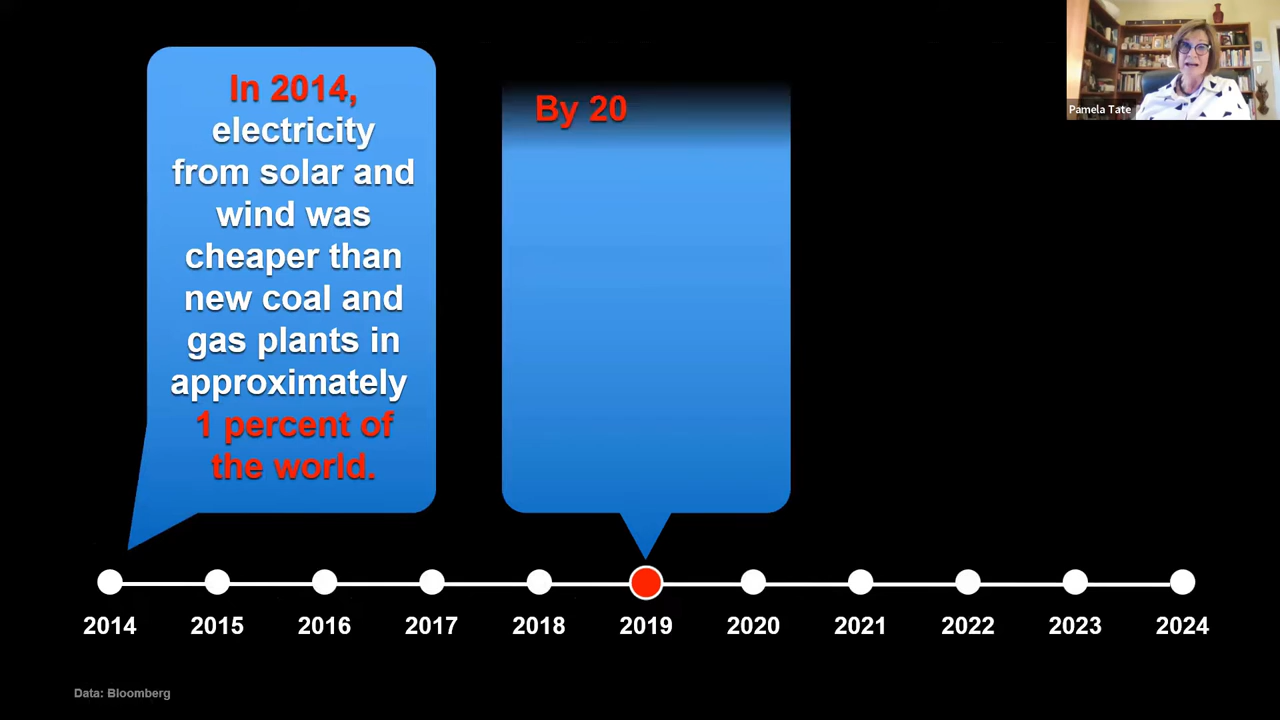 In 2014,
electricity
from solar and
wind was
cheaper than
new coal and
gas plants in
approximately
1 percent of
the world.
By 20
Pamela Tate
2014 2015 2016 2017 2018 2019 2020 2021 2022 2023 2024
Data: Bloomberg